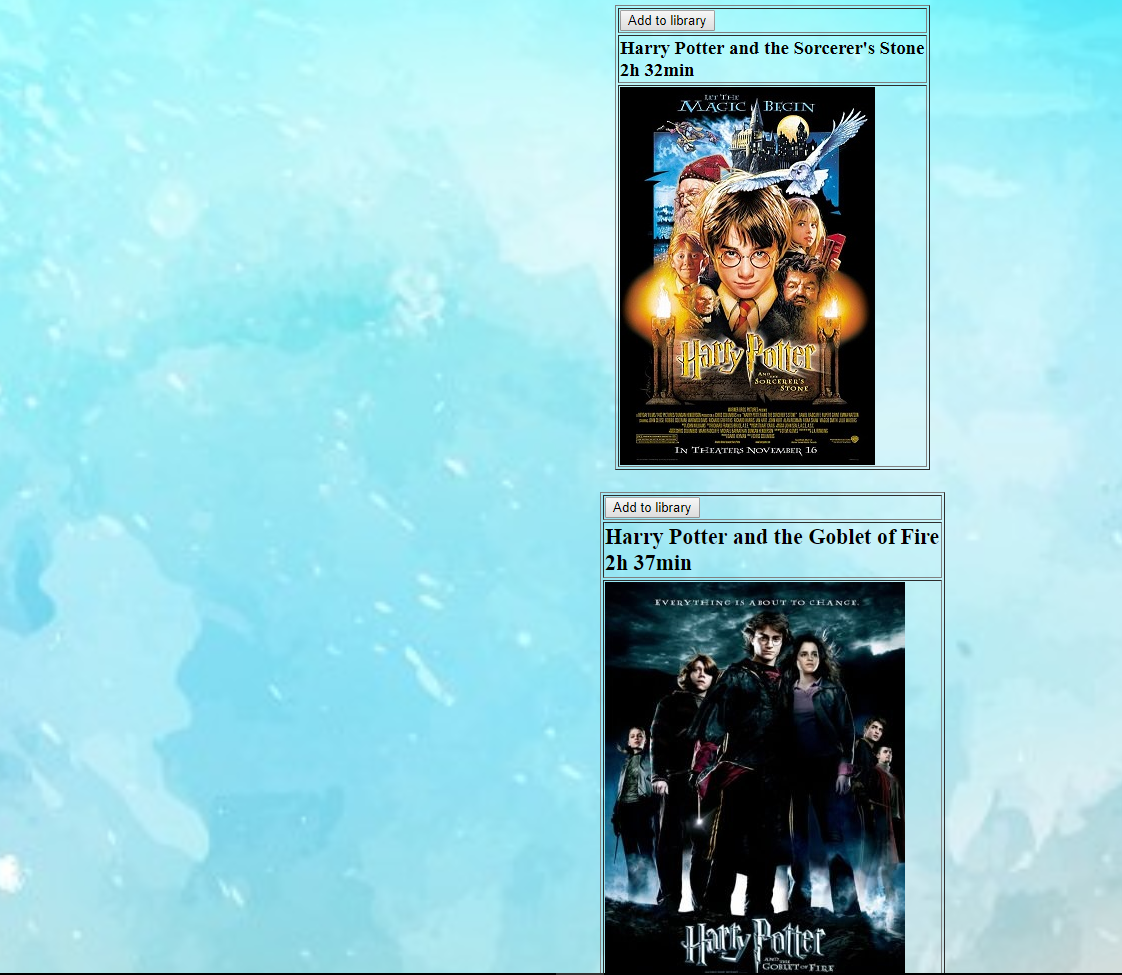 Add to library
Harry Potter and the Sorcerer's Stone
2h 32min
LET THE
MAGIC BEGIN
Harry Potter
AND THE
SORCERER'S
STONE
IN THEATERS NOVEMBER 16
Add to library
Harry Potter and the Goblet of Fire
2h 37min
EVERYTHING IS ABOUT TO CHANGE.
Harry Potter
AND THE
GOBLET OF FIRE